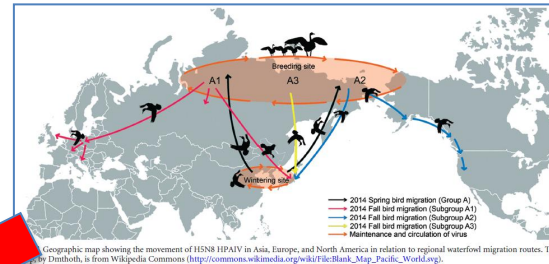 Breeding site
A1 A3 A2
Wintering site
2014 Spring bird migration (Group A)
2014 Fall bird migration (Subgroup A1)
2014 Fall bird migration (Subgroup A2)
2014 Fall bird migration (Subgroup A3)
Maintenance and circulation of virus
Geographic map showing the movement of H5N8 HPAIV in Asia, Europe, and North America in relation to regional waterfowl migration routes. T
by Dmthoth, is from Wikipedia Commons (http://commons.wikimedia.org/wiki/File:Blank_Map_Pacific_World.svg).